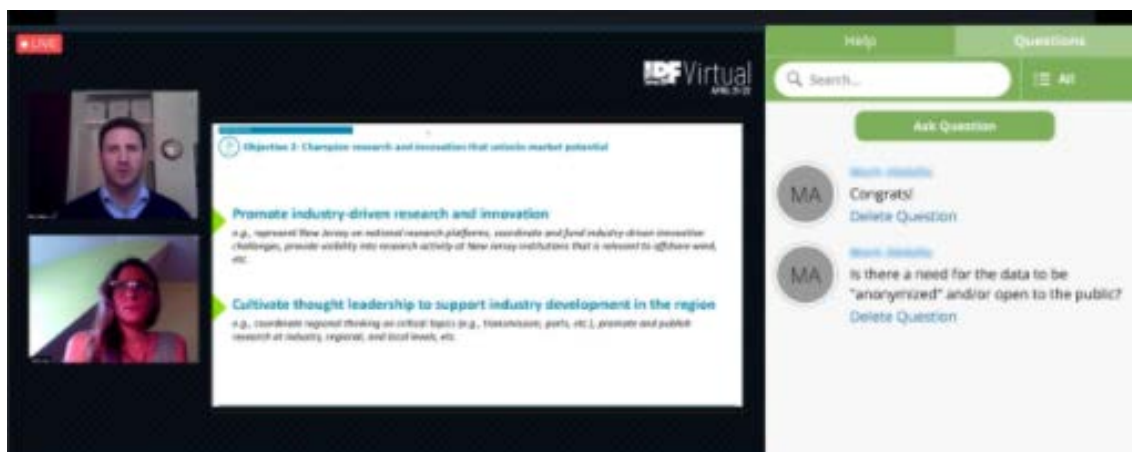 LIVE
IPF Virtual
APRIL 21-22
Objective 2: Champion research and innovation that unlocks market potential
Promote industry-driven research and innovation
e.g., represent New Jersey on national research platforms, coordinate and fund industry-driven innovation
challenges, provide visibility into research activity at New Jersey institutions that is relevant to offshore wind,
etc.
Cultivate thought leadership to support industry development in the region
e.g., coordinate regional thinking on critical topics (e.g., transmission, ports, etc.), promote and publish
research at industry, regional, and local levels, etc.
Help
Questions
Search...
All
Ask Question
MA
Congrats!
Delete Question
MA
Is there a need for the data to be
"anonymized" and/or open to the public?
Delete Question